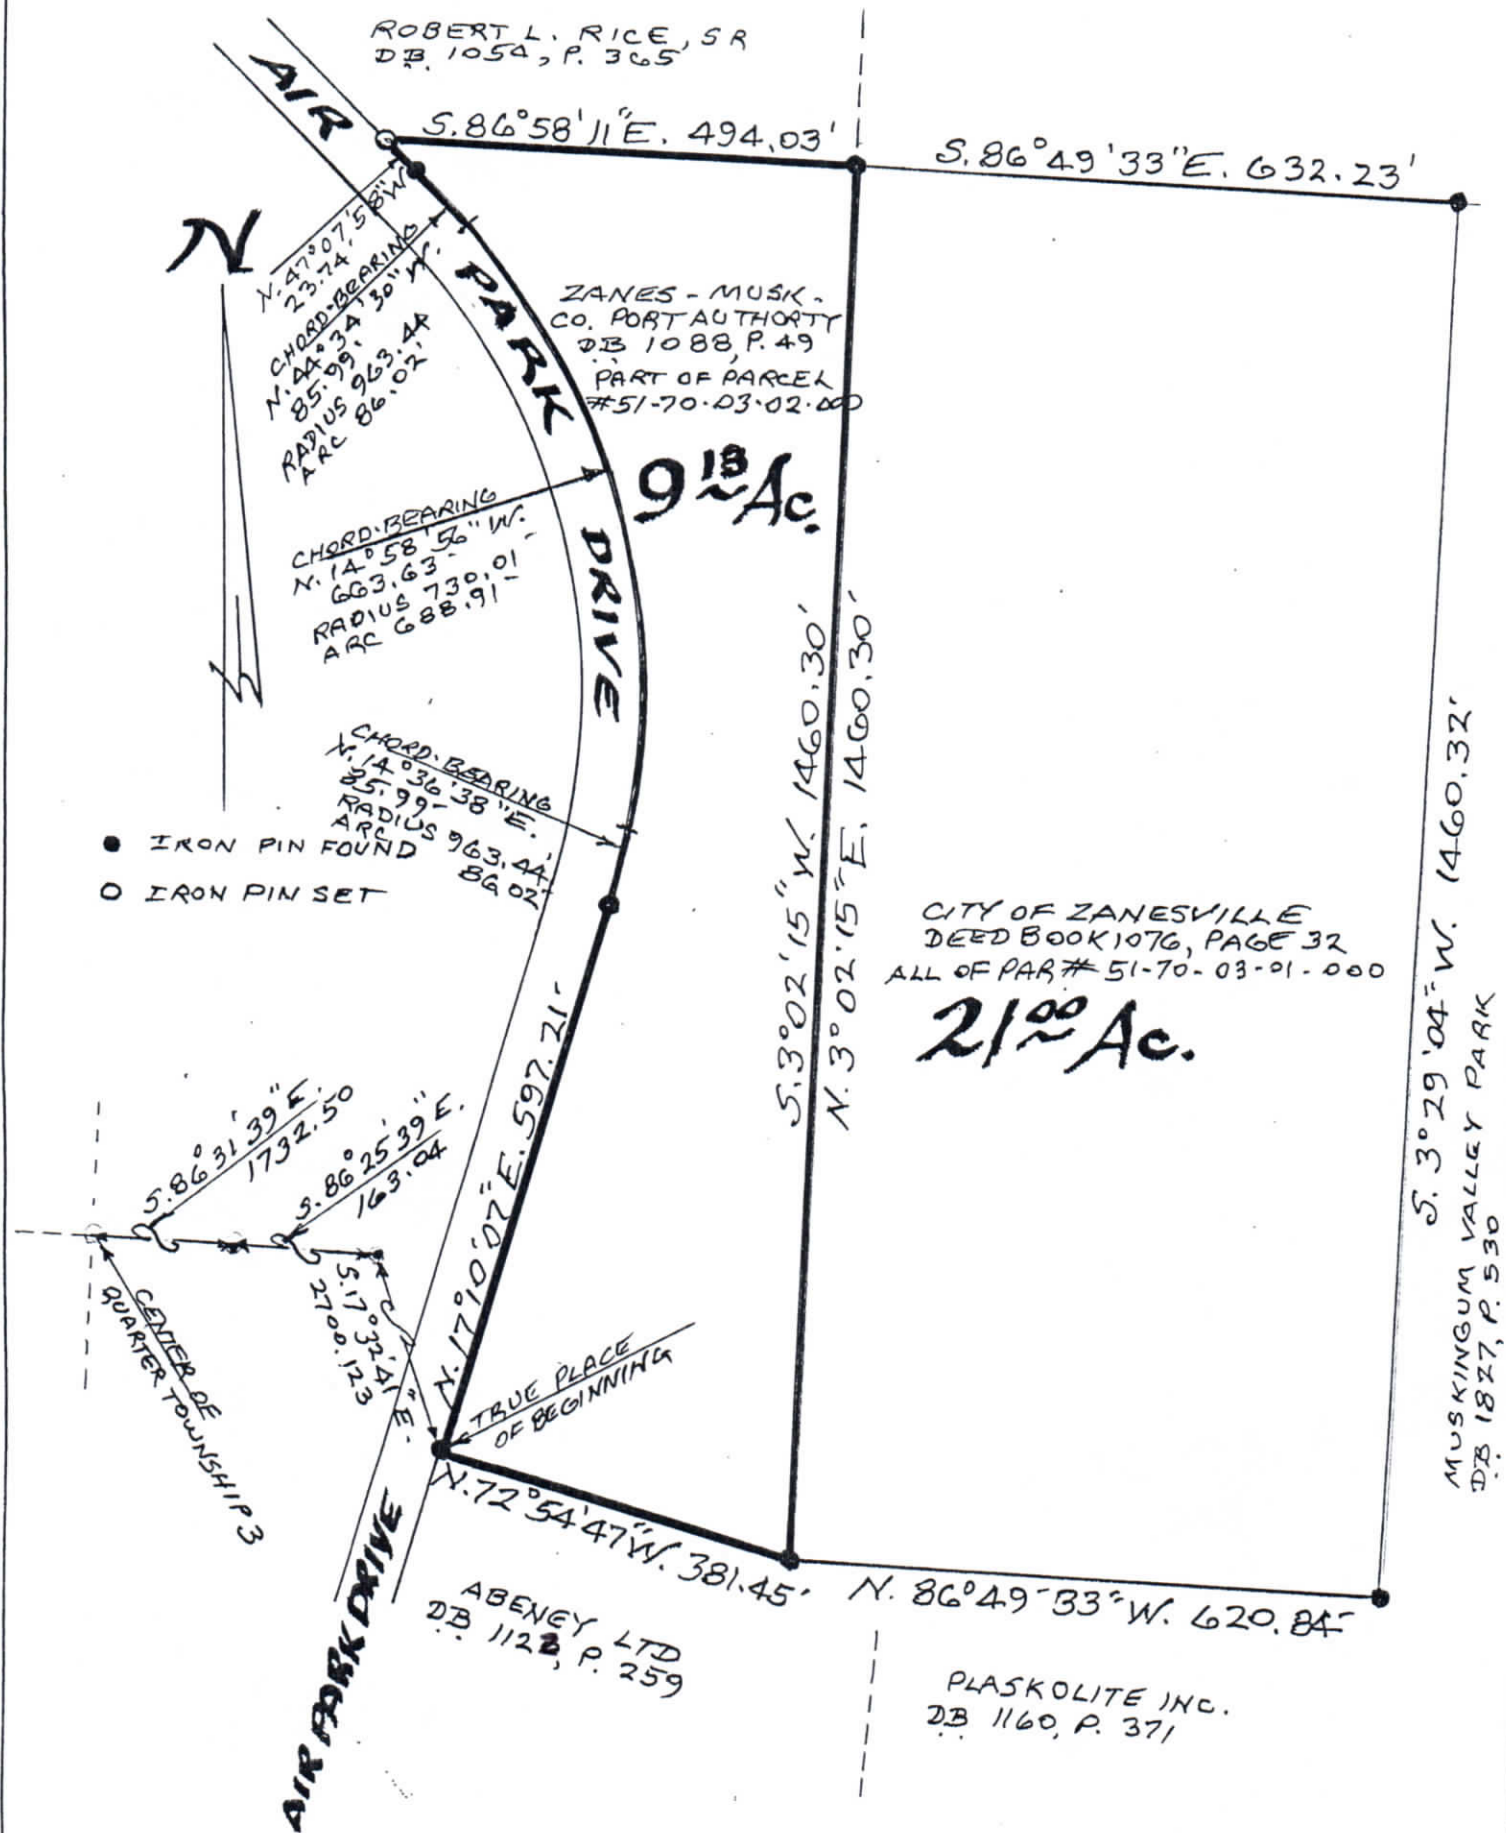 ROBERT L. RICE, SR
D.B. 1054, P. 365
AIR PARK DRIVE
S.86°58'11"E. 494.03'
S.86°49'33"E. 632.23'
N
N.47°07'58"W
23.74'
CHORD-BEARING
N.44°34'30"W.
85.99'
RADIUS 963.44
ARC 86.02'
ZANES - MUSK.
CO. PORT AUTHORTY
DB 1088, P. 49
PART OF PARCEL
#51-70-03-02-000
9 13 Ac.
CHORD-BEARING
N.14°58'56"W.
663.63'
RADIUS 730.01
ARC 688.91'
CHORD-BEARING
N.14°36'38"E.
85.99'
RADIUS 963.44'
ARC 86.02'
● IRON PIN FOUND
○ IRON PIN SET
S.3°02'15"W. 1460.30'
N.3°02'15"E. 1460.30'
CITY OF ZANESVILLE
DEED BOOK 1076, PAGE 32
ALL OF PAR# 51-70-03-01-000
21 00 Ac.
S.3°29'04"W. 1460.32'
MUSKINGUM VALLEY PARK
D.B. 1827, P. 530
N.17°10'07"E. 597.21'
S.86°31'39"E.
1732.50
S.86°25'39"E.
163.04
S.17°32'41"E.
2700.123
CENTER OF
QUARTER TOWNSHIP 3
TRUE PLACE
OF BEGINNING
N.72°54'47"W. 381.45'
N.86°49'33"W. 620.84'
AIR PARK DRIVE
ABENEY LTD
D.B. P. 259
PLASKOLITE INC.
D.B. 1160, P. 371